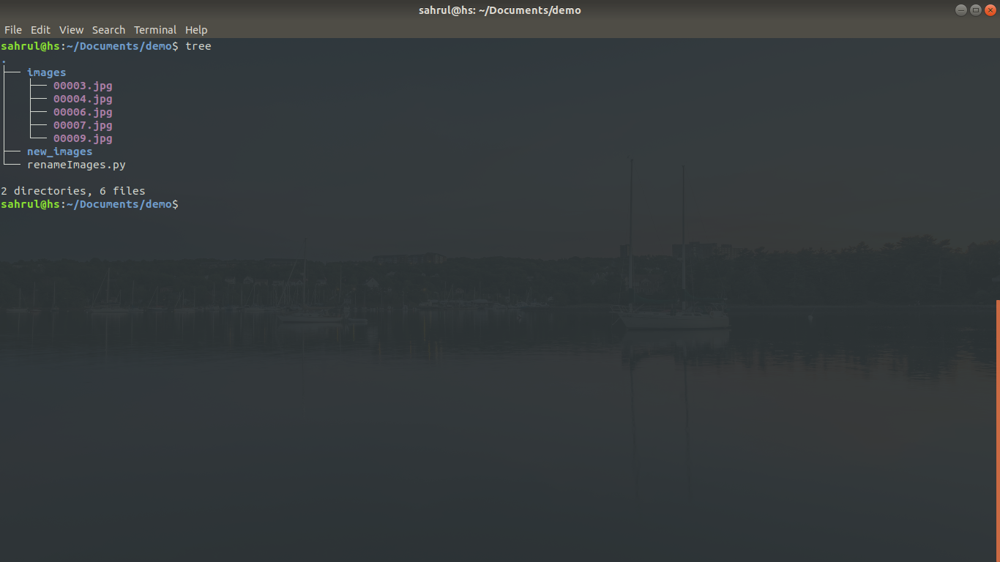 sahrul@hs: ~/Documents/demo
File Edit View Search Terminal Help
sahrul@hs:~/Documents/demo$ tree
.
├── images
│   ├── 00003.jpg
│   ├── 00004.jpg
│   ├── 00006.jpg
│   ├── 00007.jpg
│   └── 00009.jpg
├── new_images
└── renameImages.py
2 directories, 6 files
sahrul@hs:~/Documents/demo$